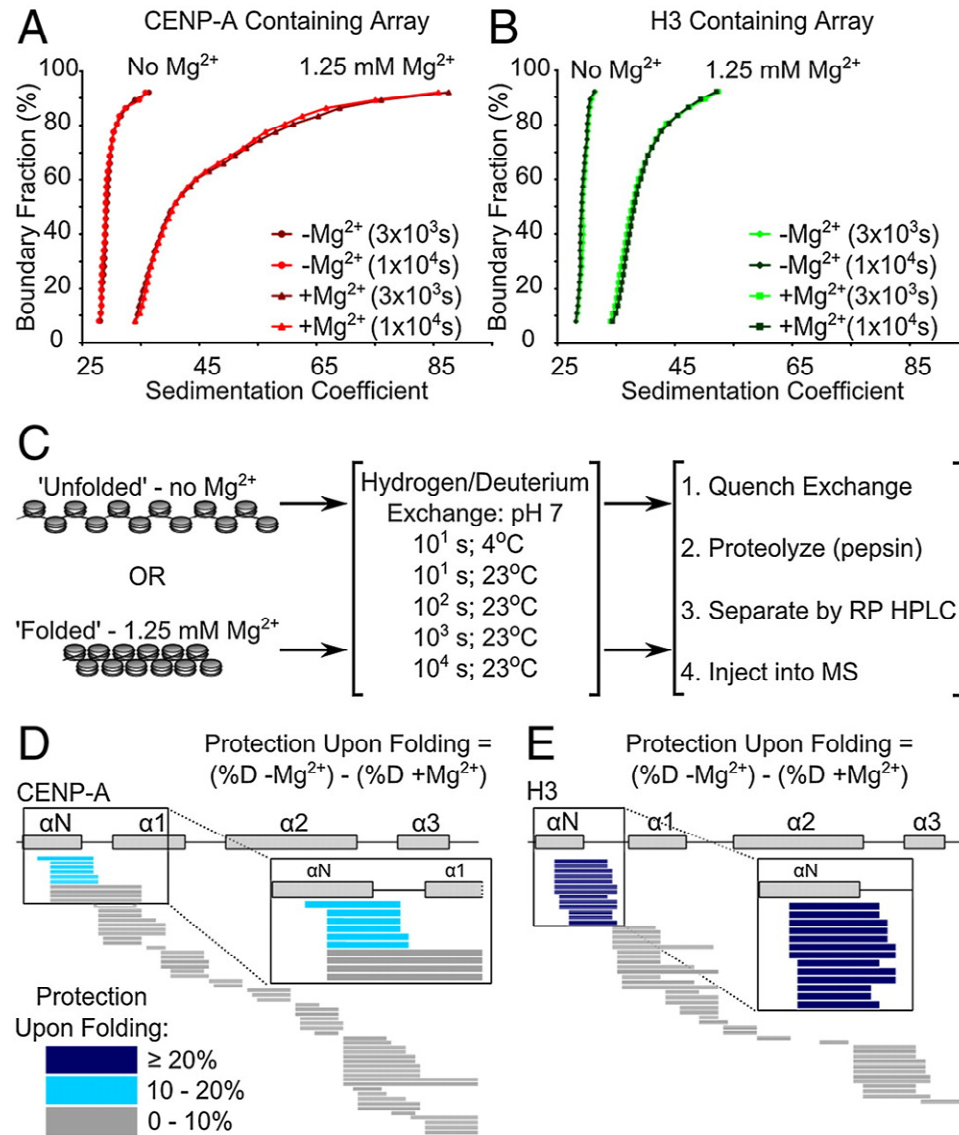 A
CENP-A Containing Array
No Mg2+
1.25 mM Mg2+
Boundary Fraction (%)
100
80
60
40
20
0
-Mg2+ (3x10³s)
-Mg2+ (1x10⁴s)
+Mg2+ (3x10³s)
+Mg2+ (1x10⁴s)
25 45 65 85
Sedimentation Coefficient
B
H3 Containing Array
No Mg2+
1.25 mM Mg2+
Boundary Fraction (%)
100
80
60
40
20
0
-Mg2+ (3x10³s)
-Mg2+ (1x10⁴s)
+Mg2+ (3x10³s)
+Mg2+ (1x10⁴s)
25 45 65 85
Sedimentation Coefficient
C
'Unfolded' - no Mg2+
OR
'Folded' - 1.25 mM Mg2+
Hydrogen/Deuterium
Exchange: pH 7
10¹ s; 4°C
10¹ s; 23°C
10² s; 23°C
10³ s; 23°C
10⁴ s; 23°C
1. Quench Exchange
2. Proteolyze (pepsin)
3. Separate by RP HPLC
4. Inject into MS
D
Protection Upon Folding =
(%D -Mg2+) - (%D +Mg2+)
CENP-A
αN α1 α2 α3
αN α1
Protection
Upon Folding:
≥ 20%
10 - 20%
0 - 10%
E
Protection Upon Folding =
(%D -Mg2+) - (%D +Mg2+)
H3
αN α1 α2 α3
αN